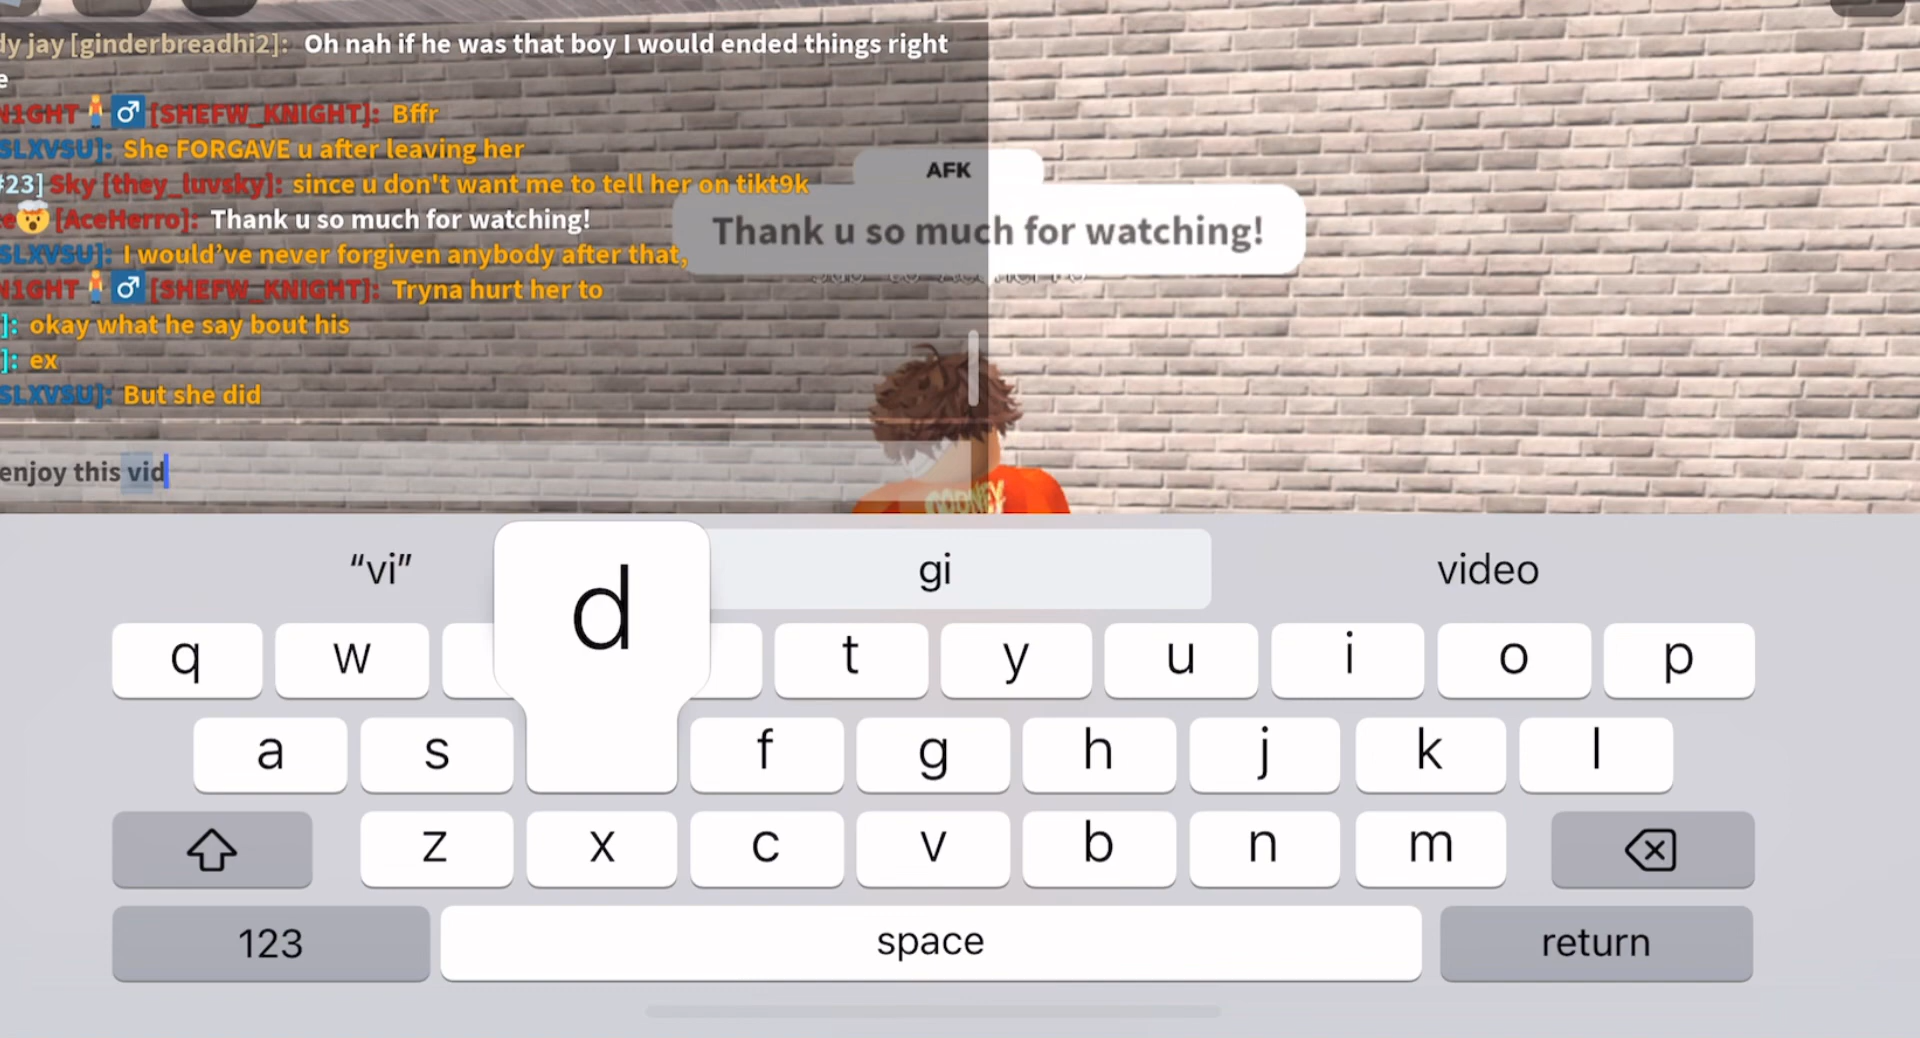 dy jay [ginderbreadhi2]: Oh nah if he was that boy I would ended things right
e
N1GHT [SHEFW_KNIGHT]: Bffr
SLXVSU]: She FORGAVE u after leaving her
#23] Sky [they_luvsky]: since u don't want me to tell her on tikt9k
e [AceHerro]: Thank u so much for watching!
SLXVSU]: I would've never forgiven anybody after that,
N1GHT [SHEFW_KNIGHT]: Tryna hurt her to
]: okay what he say bout his
]: ex
SLXVSU]: But she did
AFK
Thank u so much for watching!
enjoy this vid
“vi” gi video
d
q w t y u i o p
a s f g h j k l
z x c v b n m
123 space return